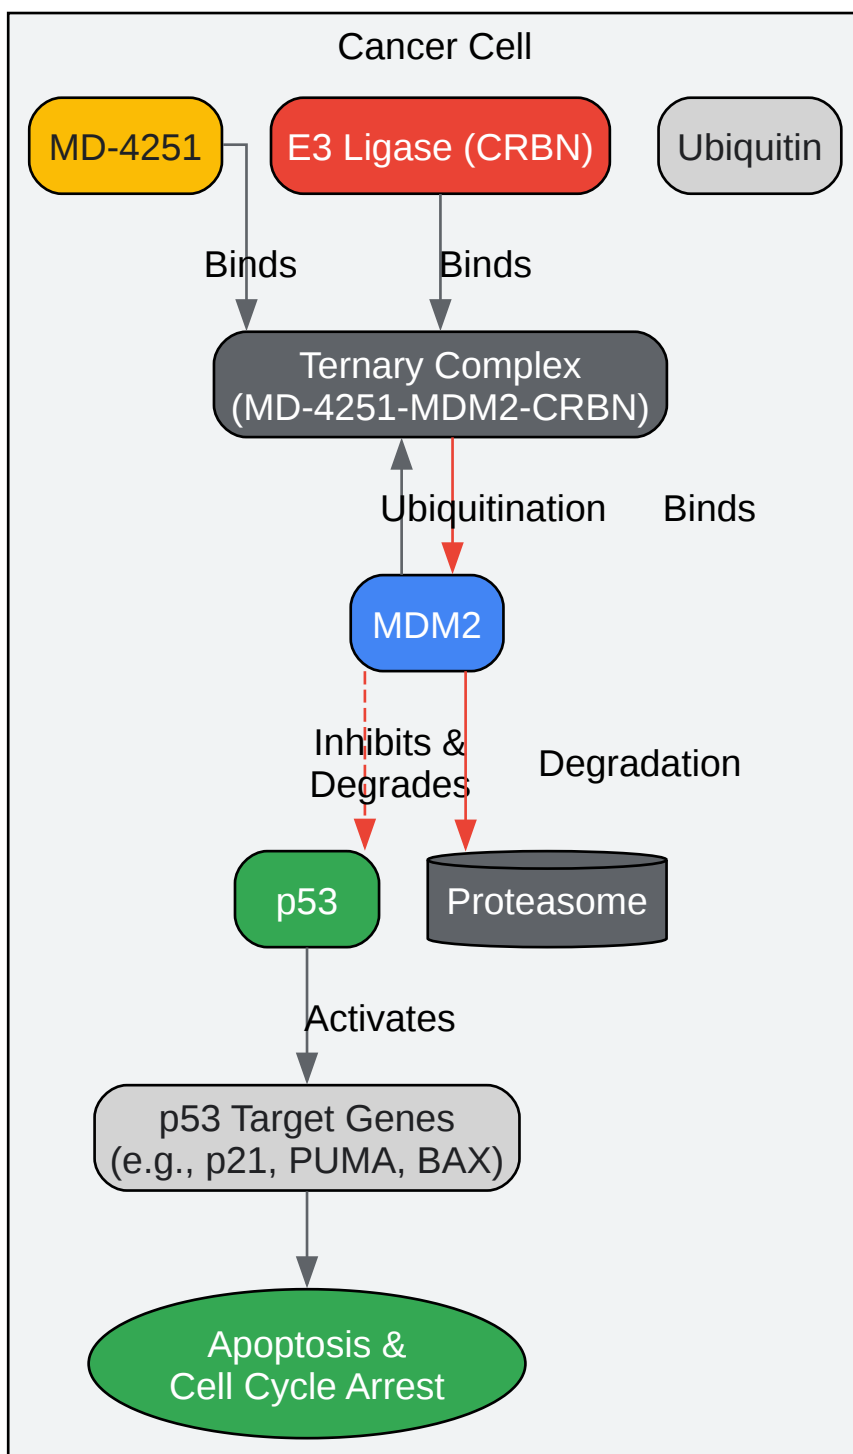 Cancer Cell
MD-4251
E3 Ligase (CRBN)
Ubiquitin
Binds
Binds
Ternary Complex
(MD-4251-MDM2-CRBN)
Ubiquitination
Binds
MDM2
Inhibits &
Degrades
Degradation
p53
Proteasome
Activates
p53 Target Genes
(e.g., p21, PUMA, BAX)
Apoptosis &
Cell Cycle Arrest